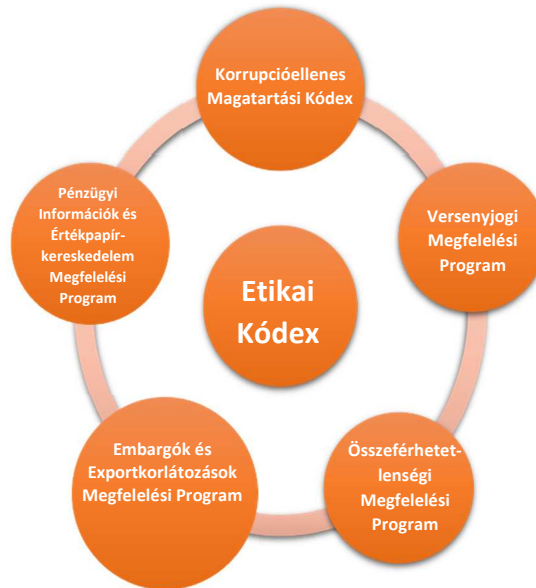 Korrupcióellenes
Magatartási Kódex
Pénzügyi
Információk és
Értékpapír-
kereskedelem
Megfelelési
Program
Versenyjogi
Megfelelési
Program
Etikai
Kódex
Embargók és
Exportkorlátozások
Megfelelési Program
Összeférhetet-
lenségi
Megfelelési
Program